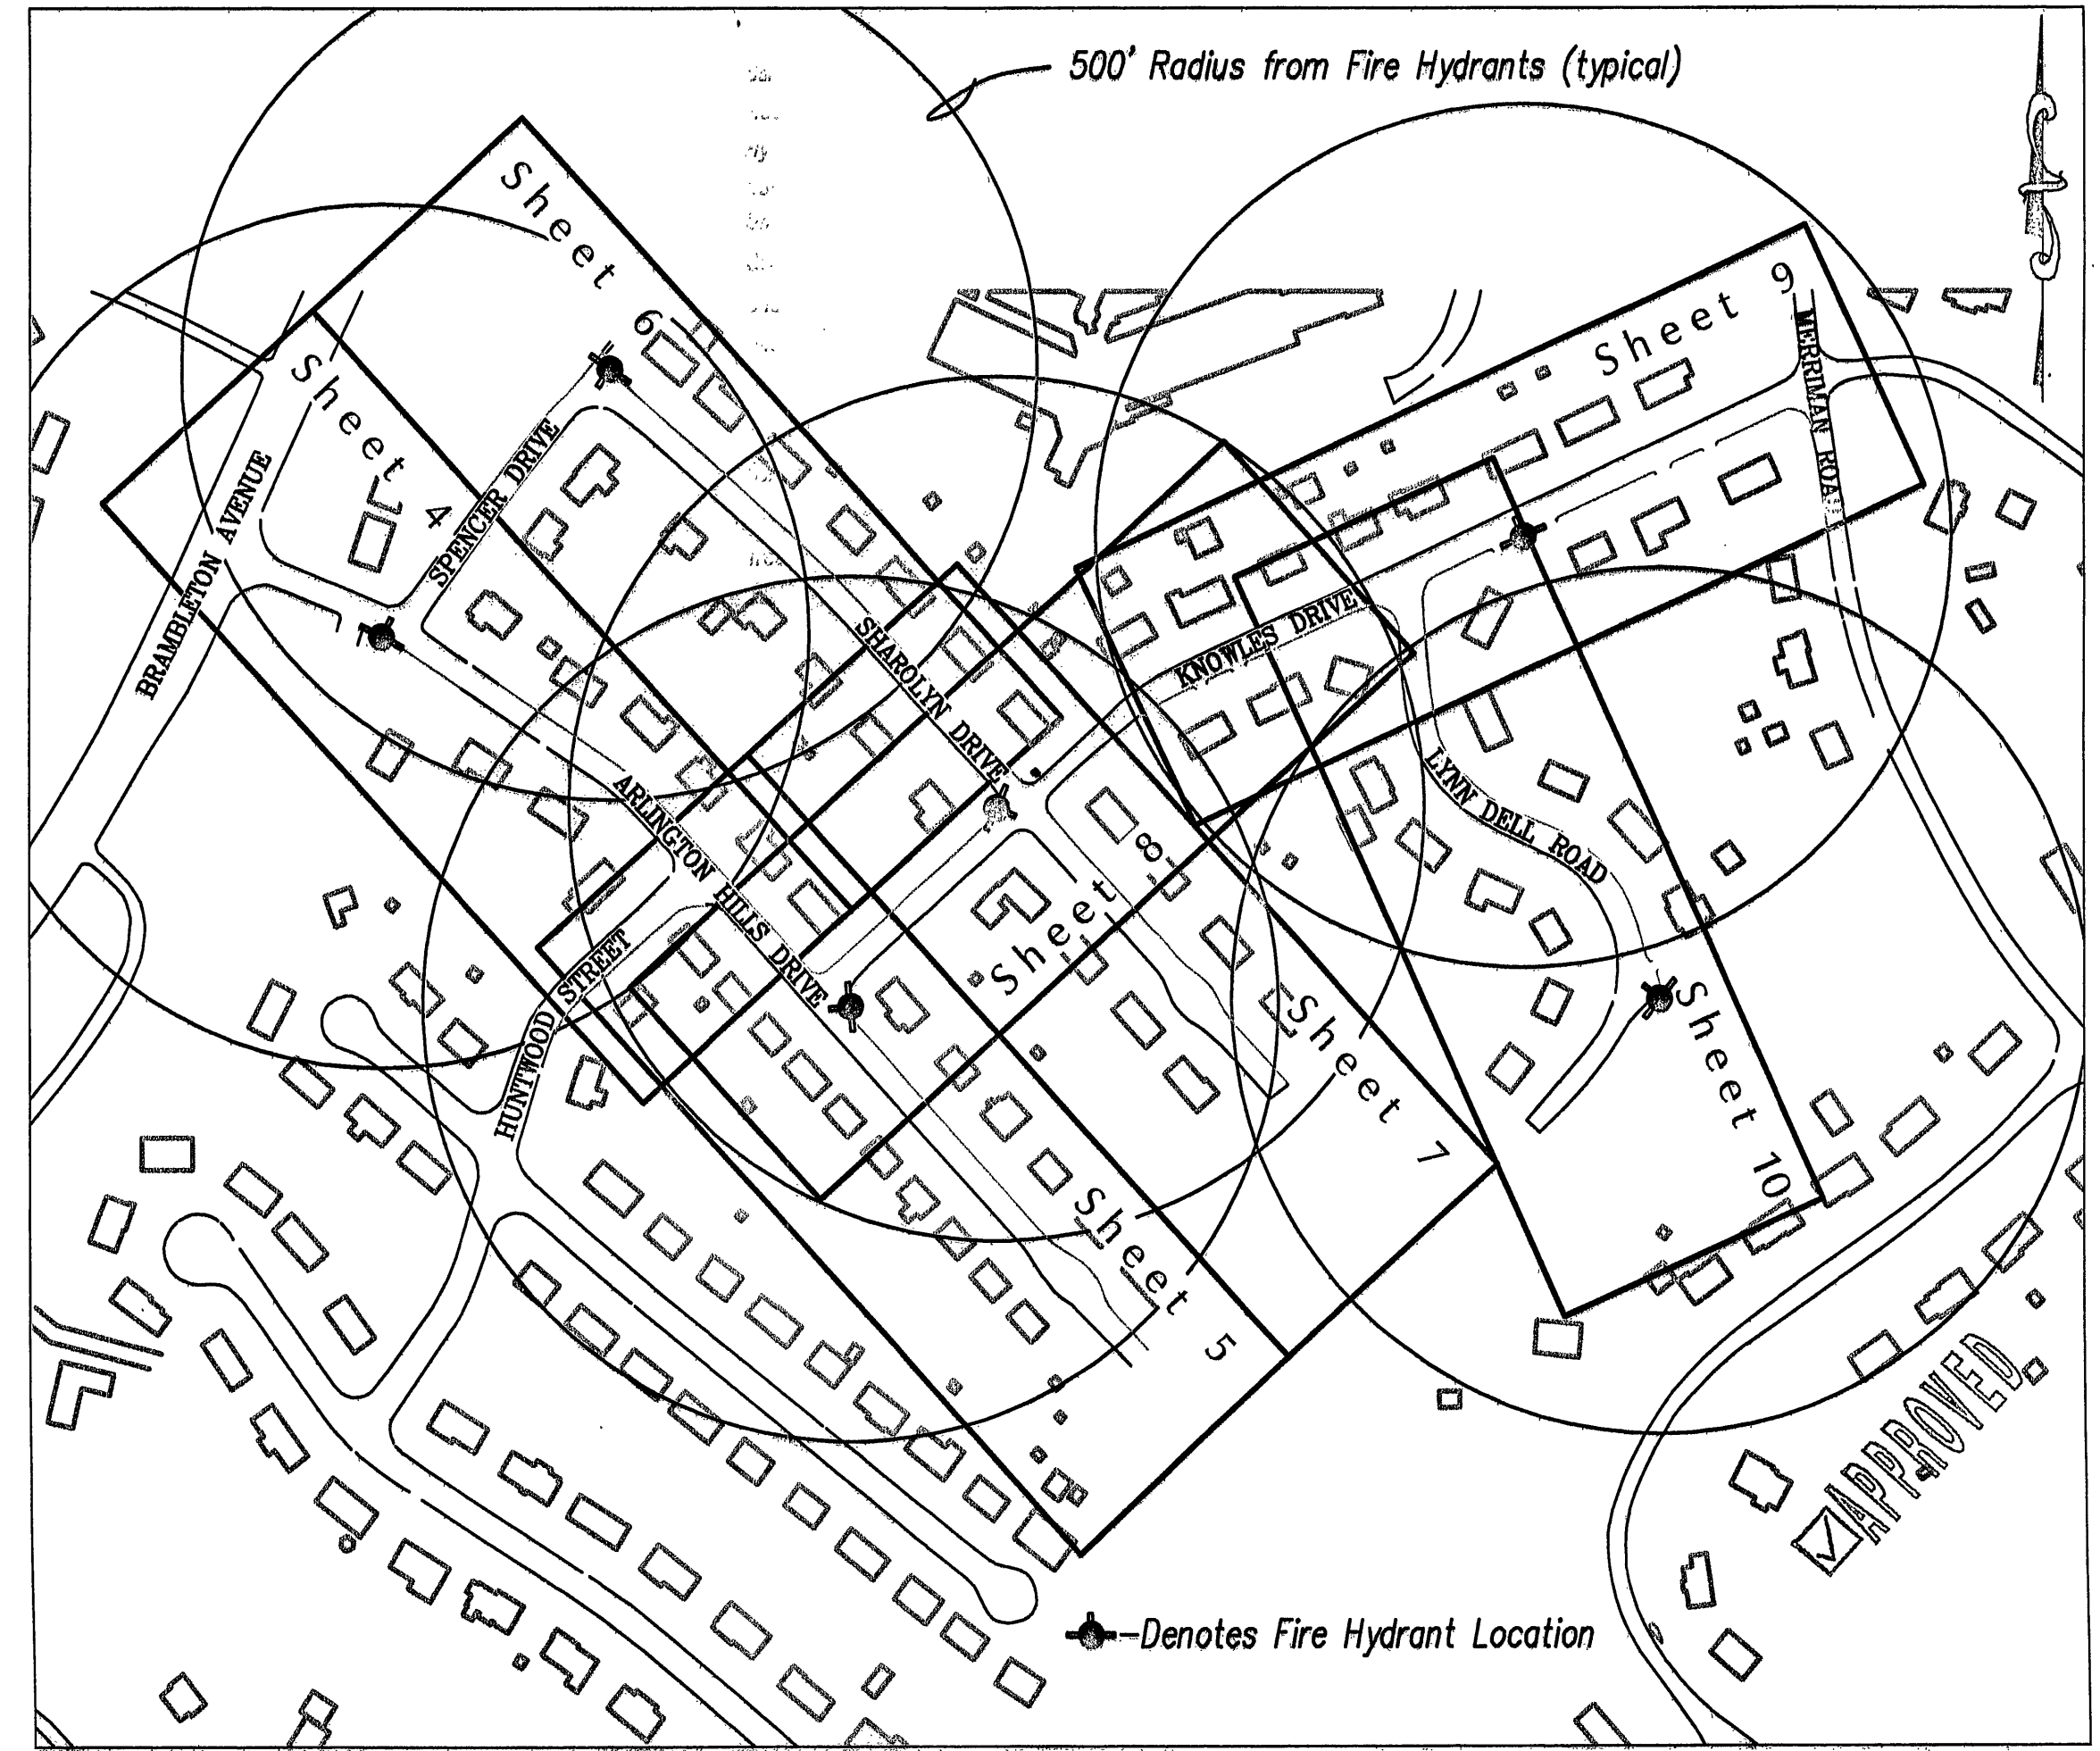 500' Radius from Fire Hydrants (typical)
Sheet 6
Sheet 9
MERRIMAN ROAD
Sheet 4
SPENCER DRIVE
BRAMBLETON AVENUE
SHAROLYN DRIVE
KNOWLES DRIVE
ARLINGTON HILLS DRIVE
LYNN DELL ROAD
Sheet 8
HUNTWOOD STREET
Sheet 7
Sheet 10
Sheet 5
APPROVED
Denotes Fire Hydrant Location